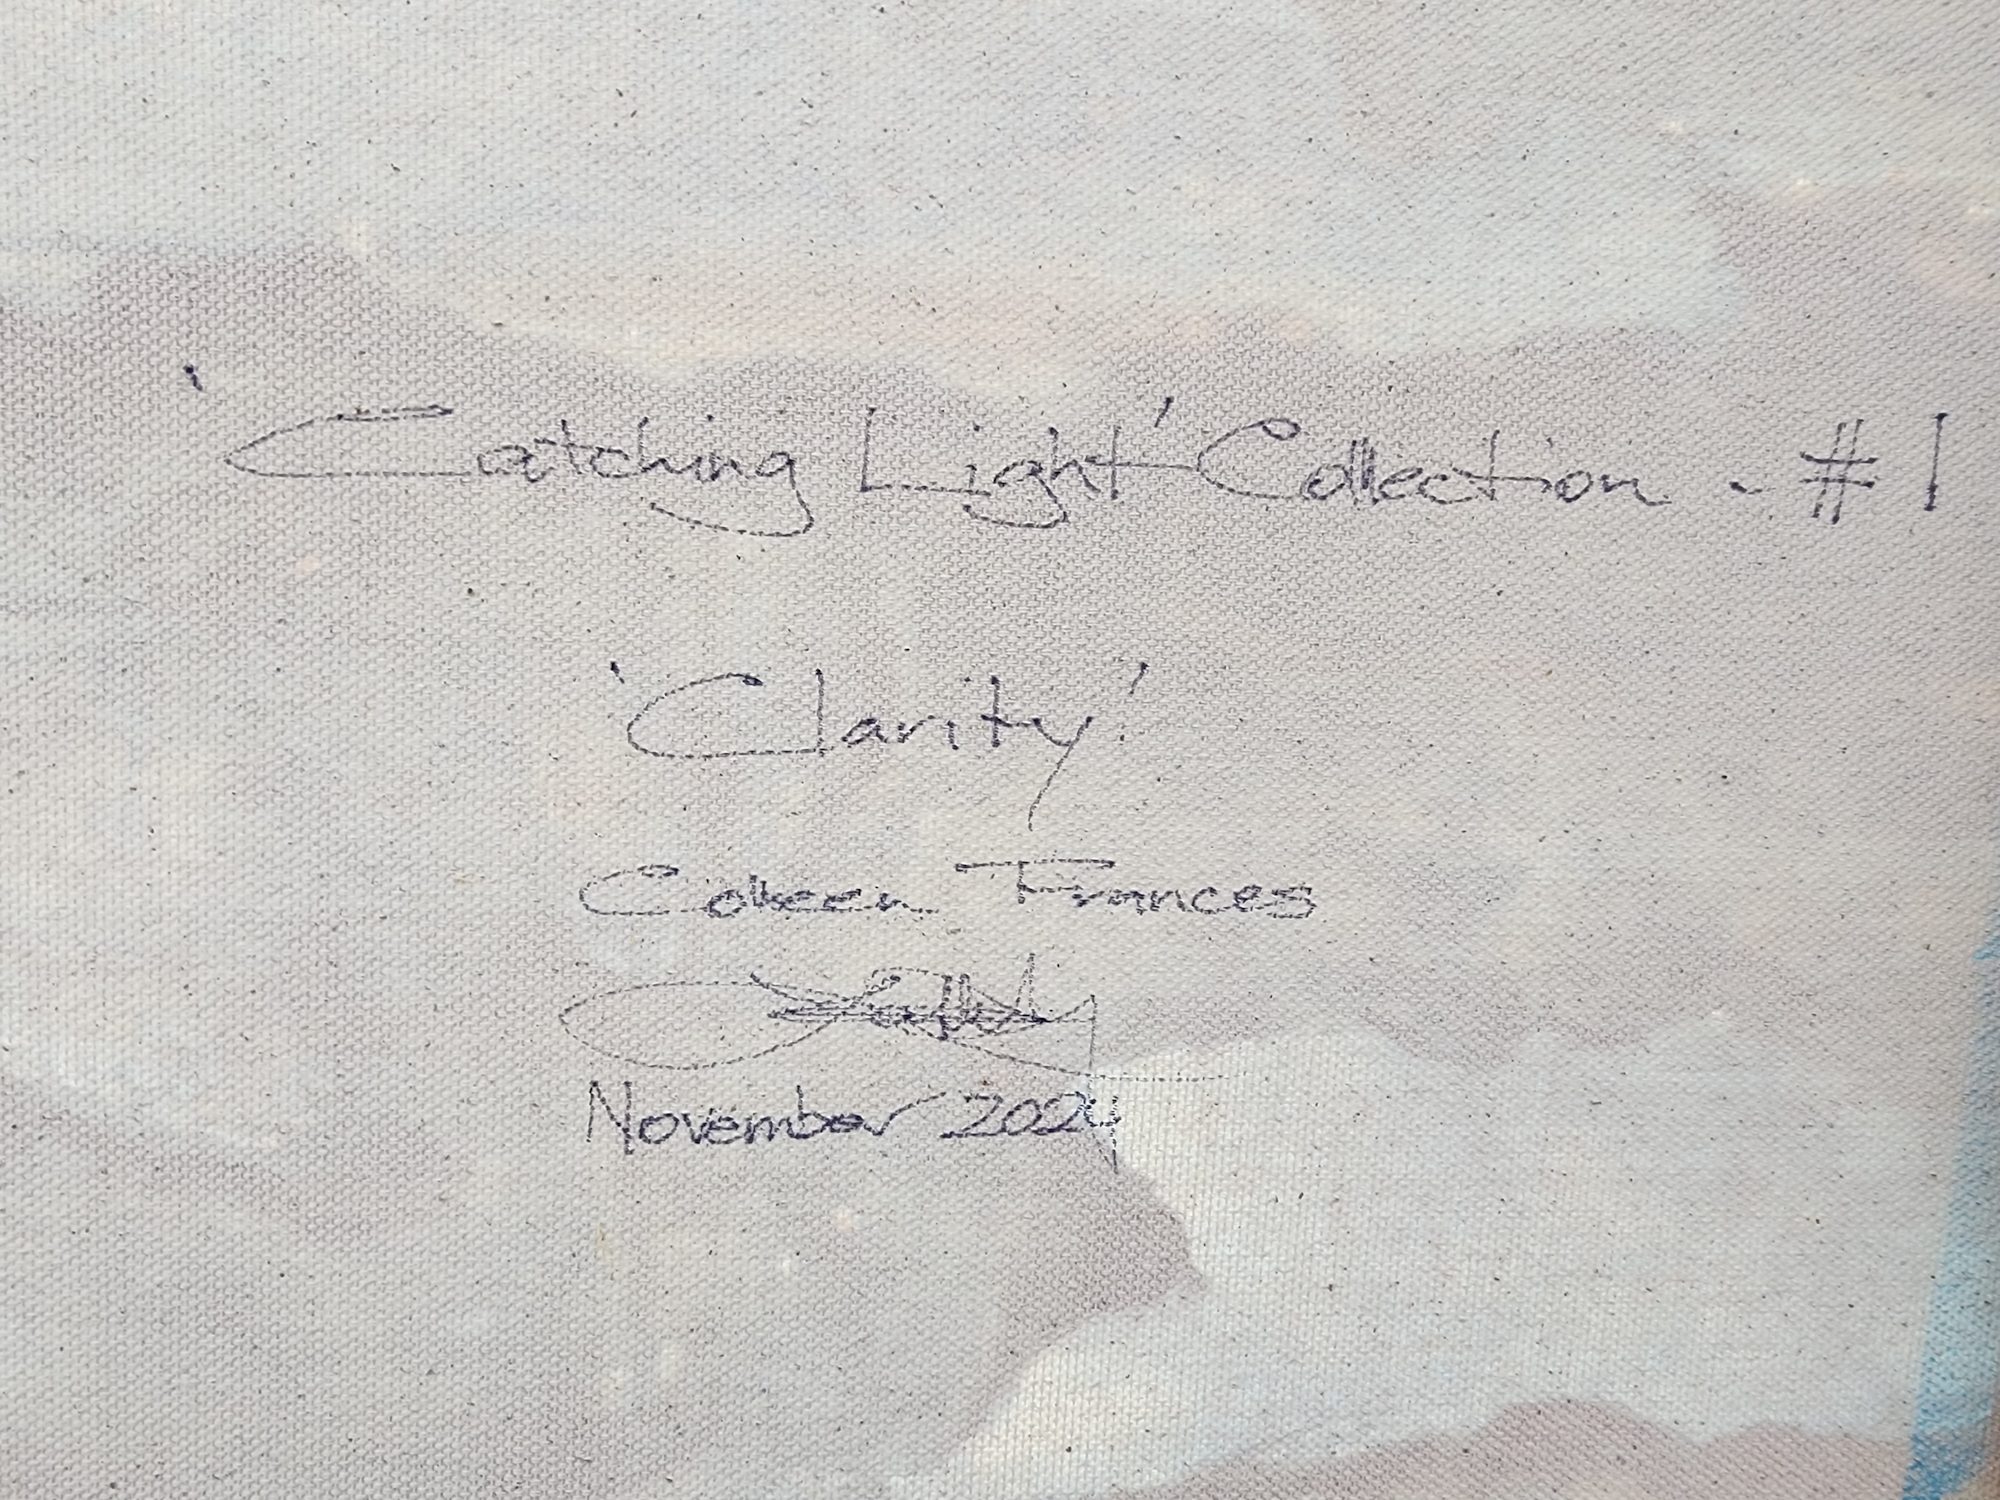 'Catching Light' Collection - #1
'Clarity'
Colleen Frances
November 2024